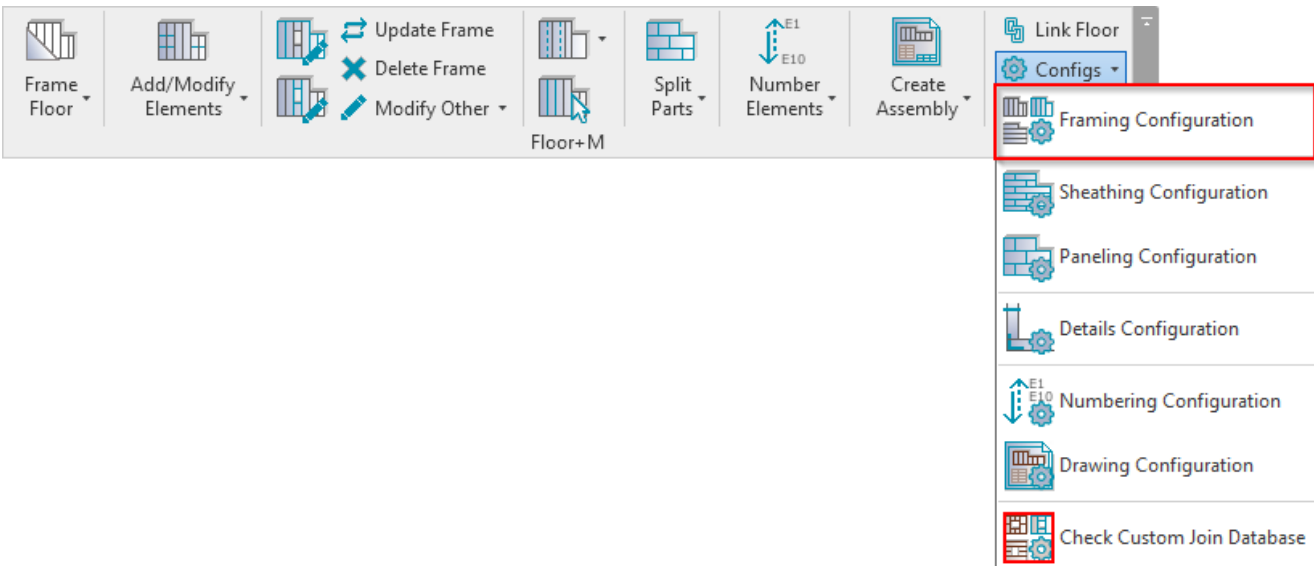 Frame
Floor
Add/Modify
Elements
Update Frame
Delete Frame
Modify Other
Split
Parts
E1
E10
Number
Elements
Create
Assembly
Link Floor
Configs
Floor+M
Framing Configuration
Sheathing Configuration
Paneling Configuration
Details Configuration
E1
E10
Numbering Configuration
Drawing Configuration
Check Custom Join Database